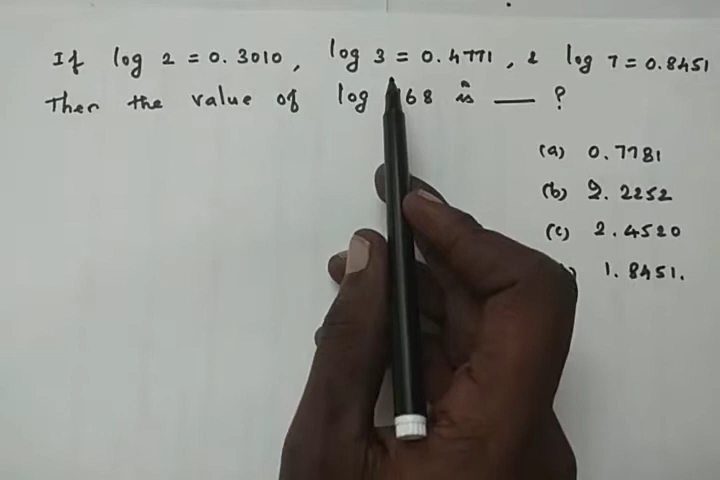 If log 2 = 0.3010, log 3 = 0.4771, & log 7 = 0.8451
Then the value of log 68 is ___ ?
(a) 0.7781
(b) 2.2252
(c) 2.4520
1.8451.